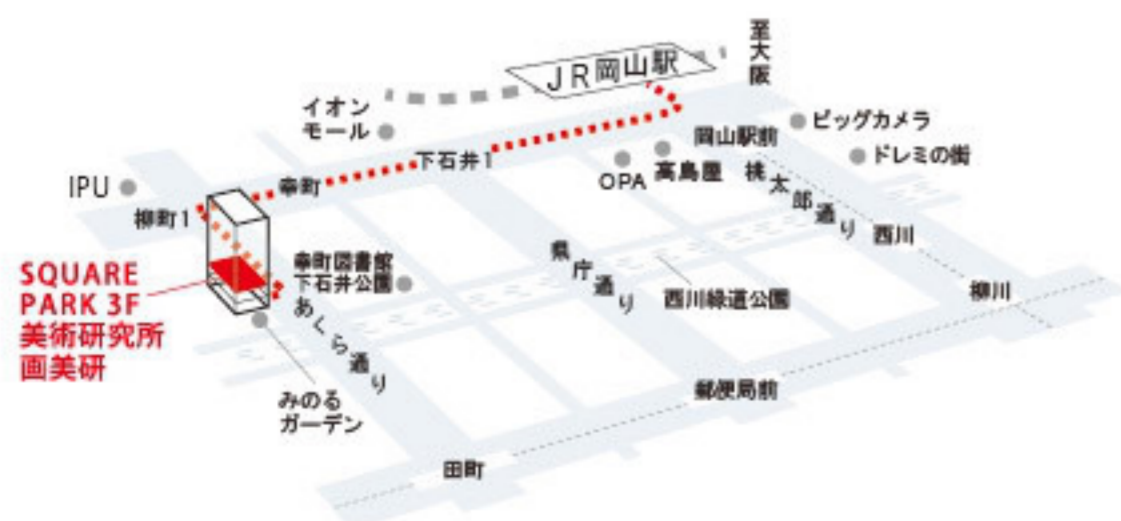 至大阪
JR岡山駅
イオン
モール
ビッグカメラ
岡山駅前
ドレミの街
下石井1
OPA
高島屋
桃太郎通り
IPU
幸町
柳町1
西川
県庁通り
幸町図書館
下石井公園
西川緑道公園
柳川
SQUARE
PARK 3F
美術研究所
画美研
あくら通り
郵便局前
みのる
ガーデン
田町